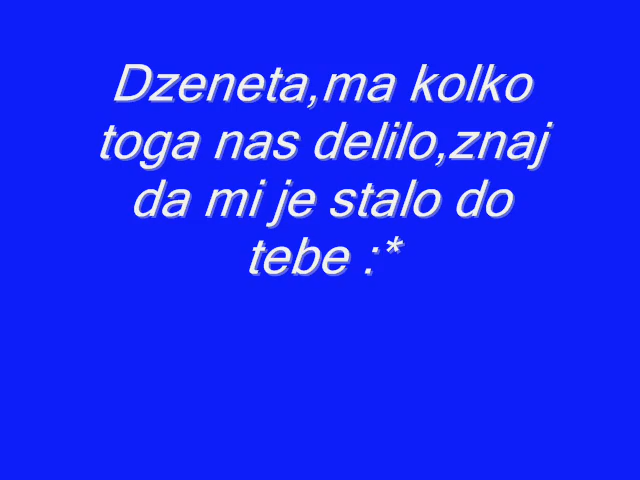 Dzeneta,ma kolko
toga nas delilo,znaj
da mi je stalo do
tebe :*